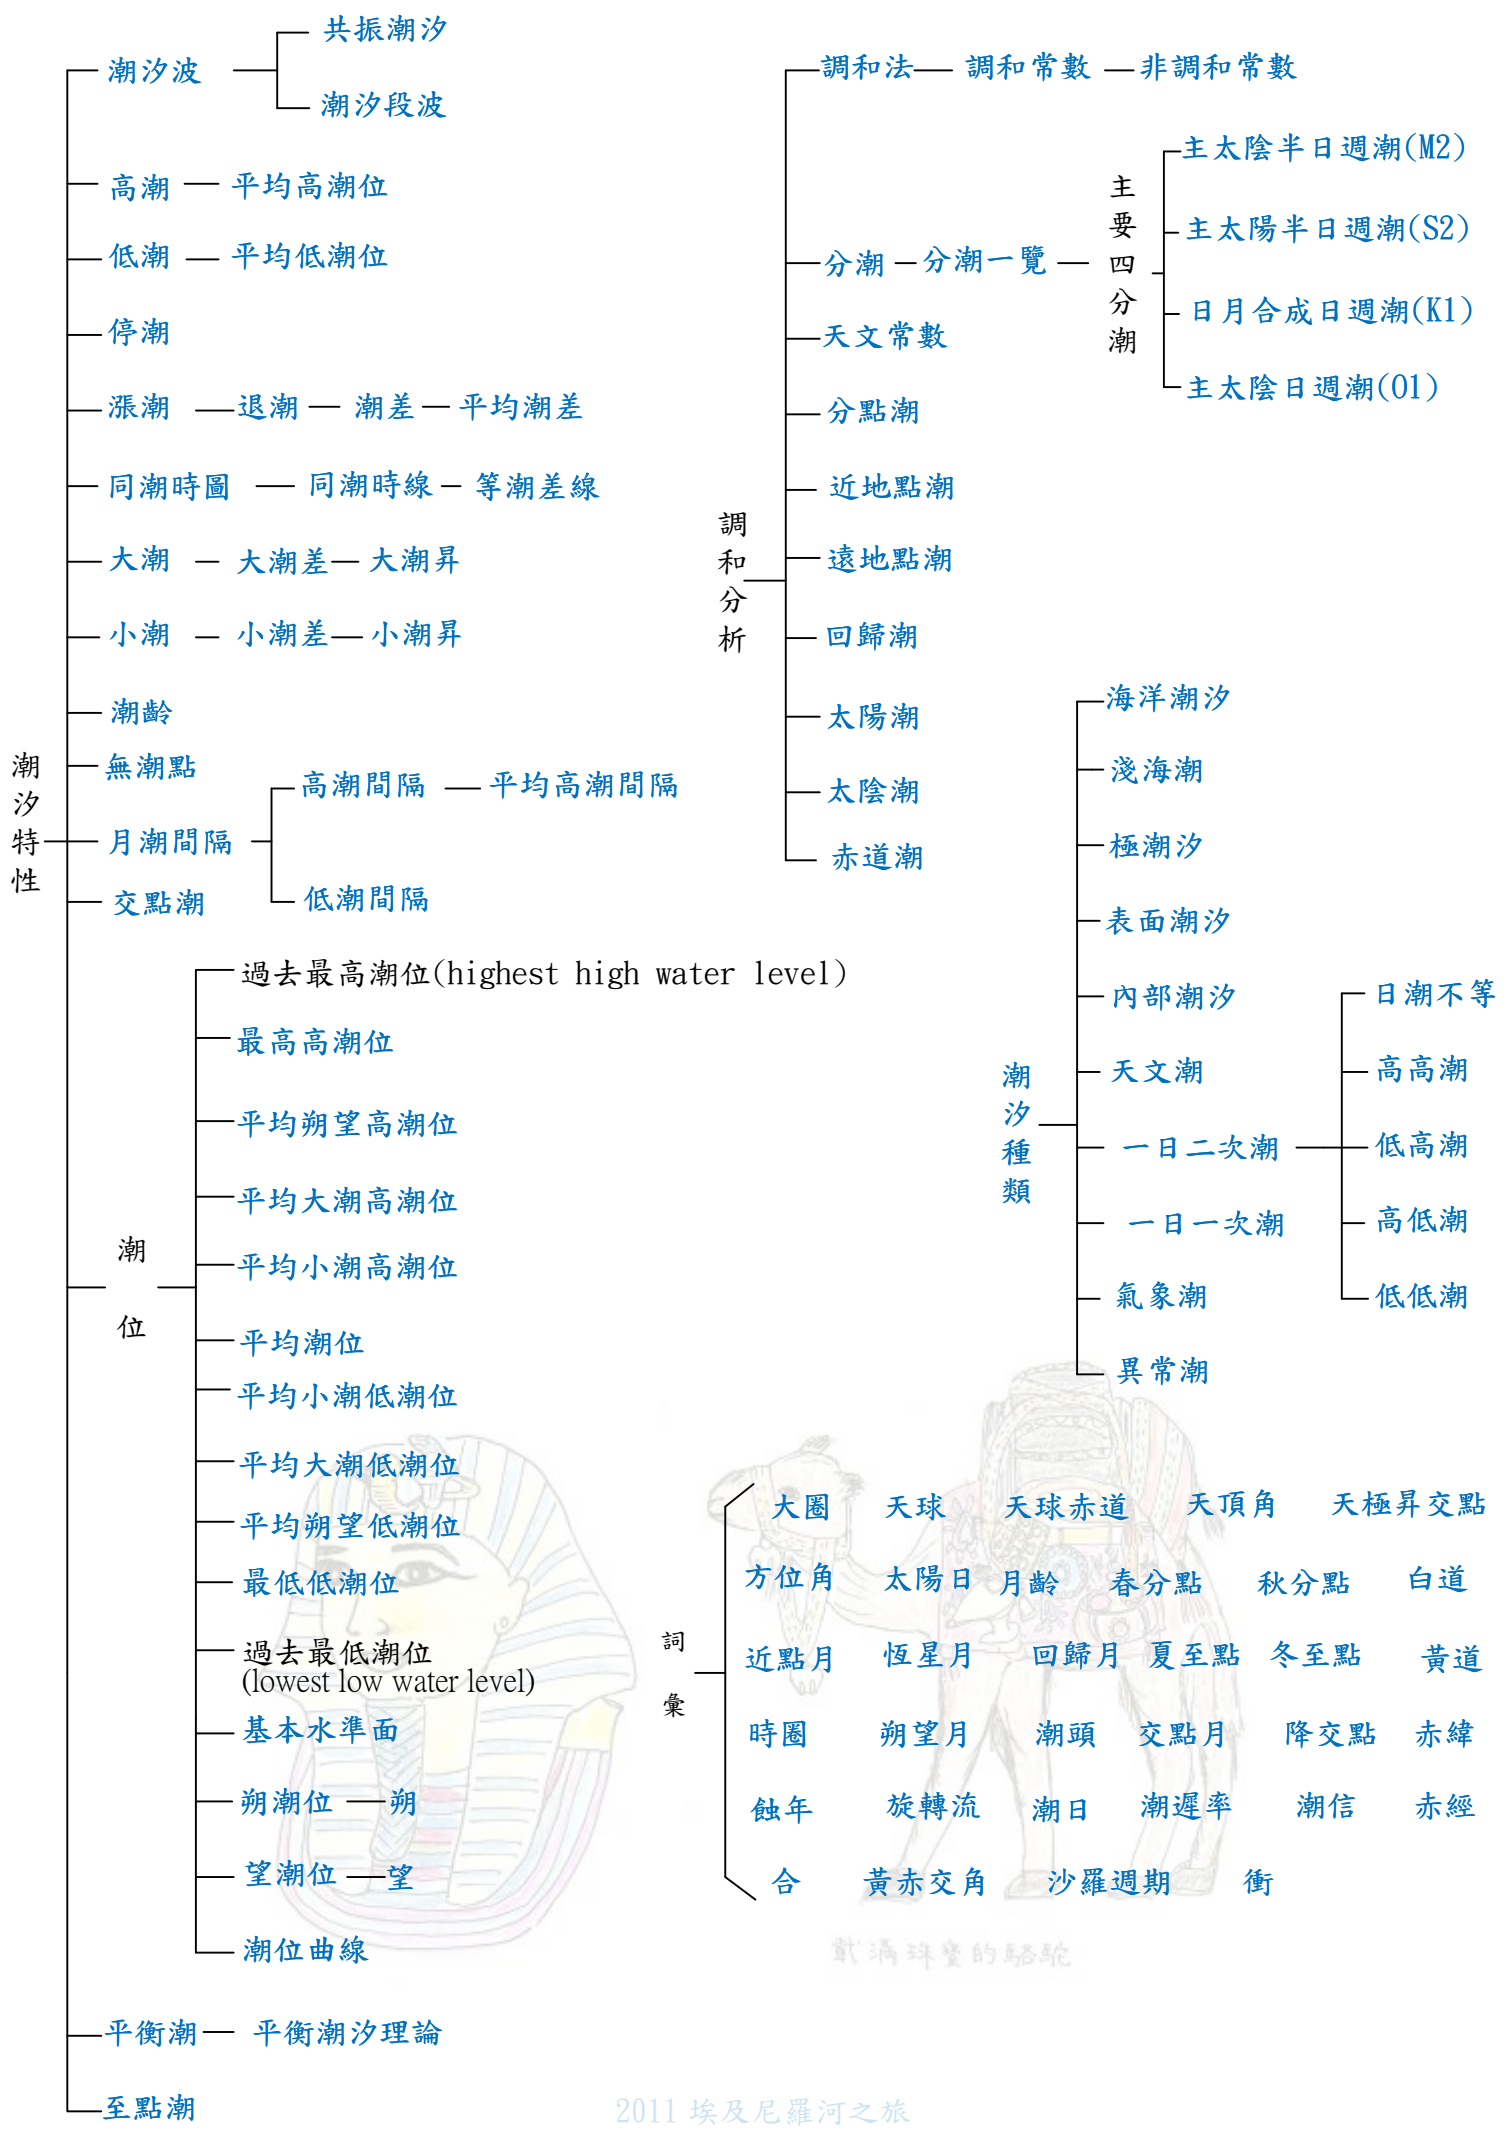 潮汐特性
潮汐波
共振潮汐
潮汐段波
高潮 平均高潮位
低潮 平均低潮位
停潮
漲潮 退潮 潮差 平均潮差
同潮時圖 同潮時線 等潮差線
大潮 大潮差 大潮昇
小潮 小潮差 小潮昇
潮齡
無潮點
月潮間隔
高潮間隔 平均高潮間隔
低潮間隔
交點潮
潮位
過去最高潮位(highest high water level)
最高高潮位
平均朔望高潮位
平均大潮高潮位
平均小潮高潮位
平均潮位
平均小潮低潮位
平均大潮低潮位
平均朔望低潮位
最低低潮位
過去最低潮位
(lowest low water level)
基本水準面
朔潮位 朔
望潮位 望
潮位曲線
平衡潮 平衡潮汐理論
至點潮
調和分析
調和法 調和常數 非調和常數
分潮 分潮一覽
主要四分潮
主太陰半日週潮(M2)
主太陽半日週潮(S2)
日月合成日週潮(K1)
主太陰日週潮(O1)
天文常數
分點潮
近地點潮
遠地點潮
回歸潮
太陽潮
太陰潮
赤道潮
潮汐種類
海洋潮汐
淺海潮
極潮汐
表面潮汐
內部潮汐
天文潮
一日二次潮
日潮不等
高高潮
低高潮
高低潮
低低潮
一日一次潮
氣象潮
異常潮
詞彙
大圈 天球 天球赤道 天頂角 天極昇交點
方位角 太陽日 月齡 春分點 秋分點 白道
近點月 恆星月 回歸月 夏至點 冬至點 黃道
時圈 朔望月 潮頭 交點月 降交點 赤緯
蝕年 旋轉流 潮日 潮遲率 潮信 赤經
合 黃赤交角 沙羅週期 衝
戴滿珠寶的駱駝
2011 埃及尼羅河之旅